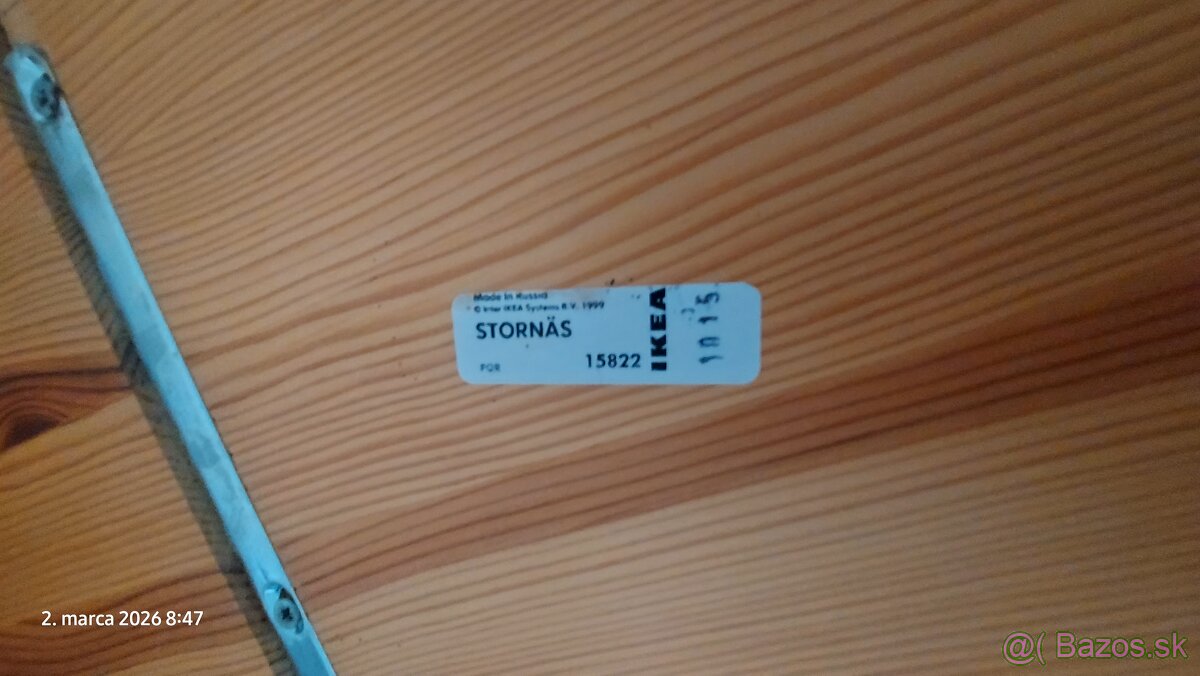 Made in Russia
© Inter IKEA Systems B.V. 1999
STORNÄS
15822
IKEA
1015
2. marca 2026 8:47
@( Bazos.sk